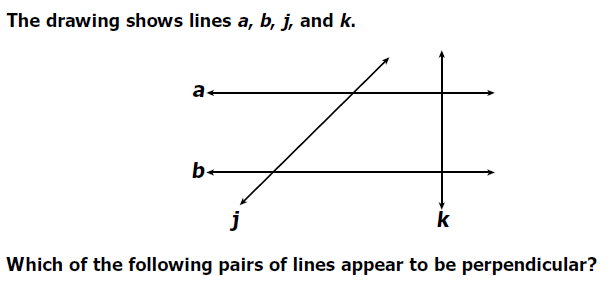 The drawing shows lines a, b, j, and k.
a
b
j
k
Which of the following pairs of lines appear to be perpendicular?